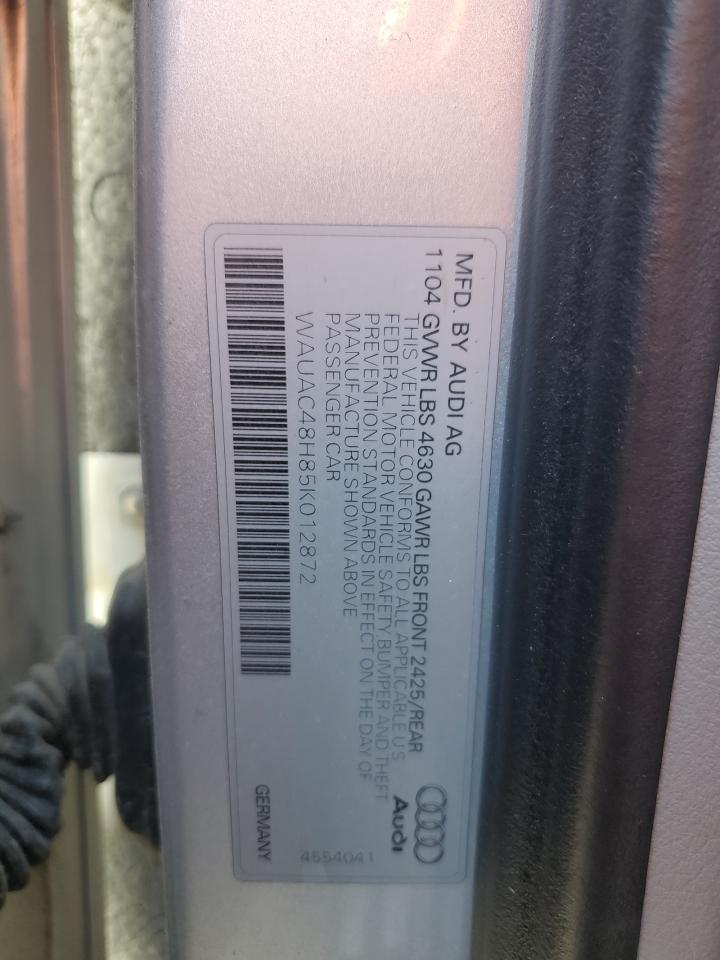 MFD. BY AUDI AG
1104 GVWR LBS 4630 GAWR LBS FRONT 2425/REAR
THIS VEHICLE CONFORMS TO ALL APPLICABLE U S
FEDERAL MOTOR VEHICLE SAFETY BUMPER AND THEFT
PREVENTION STANDARDS IN EFFECT ON THE DAY OF
MANUFACTURE SHOWN ABOVE
PASSENGER CAR
WAUAC48H85K012872
Audi
4554041
GERMANY